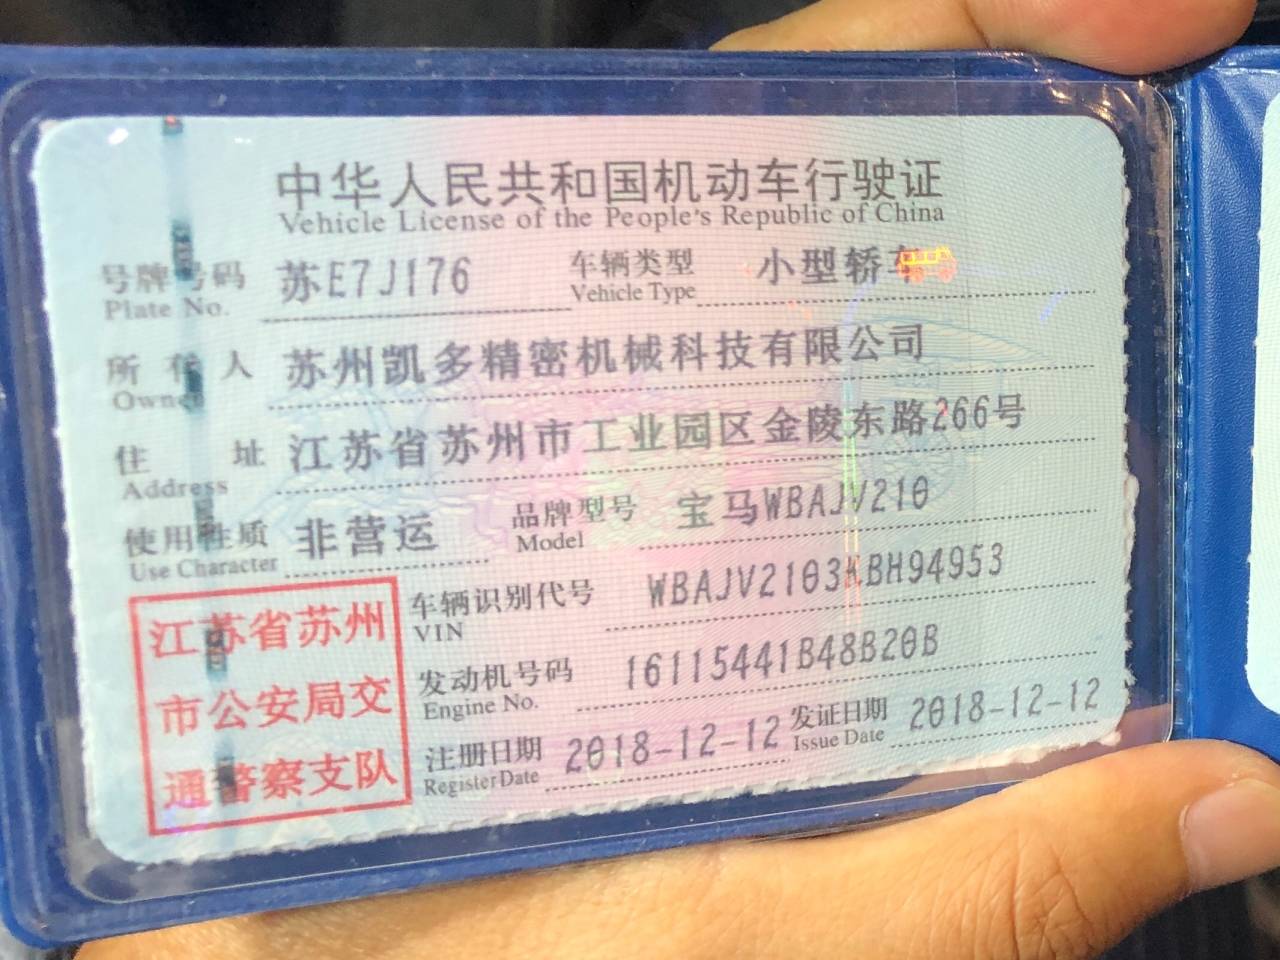 中华人民共和国机动车行驶证
Vehicle License of the People's Republic of China
号牌号码 苏E7J176 车辆类型 小型轿车
Plate No. Vehicle Type
所有人 苏州凯多精密机械科技有限公司
Owner
住址 江苏省苏州市工业园区金陵东路266号
Address
使用性质 非营运 品牌型号 宝马WBAJV210
Use Character Model
江苏省苏州
市公安局交
通警察支队
车辆识别代号 WBAJV2103KBH94953
VIN
发动机号码 16115441B48B20B
Engine No.
注册日期 2018-12-12 发证日期 2018-12-12
Register Date Issue Date